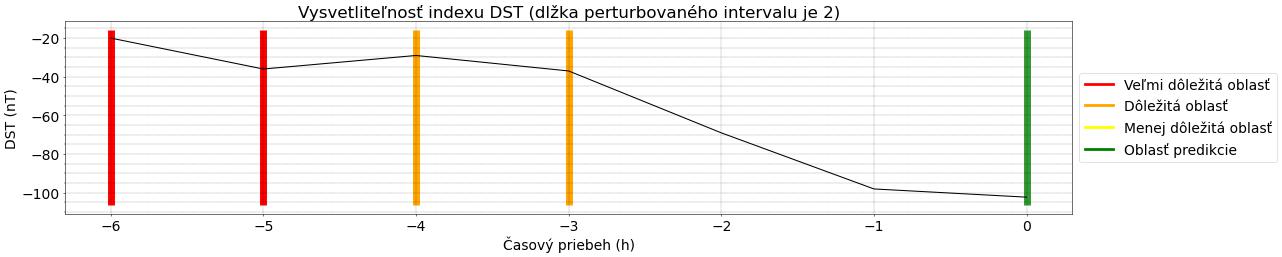 Vysvetliteľnosť indexu DST (dĺžka perturbovaného intervalu je 2)
DST (nT)
−20
−40
−60
−80
−100
−6
−5
−4
−3
−2
−1
0
Časový priebeh (h)
Veľmi dôležitá oblasť
Dôležitá oblasť
Menej dôležitá oblasť
Oblasť predikcie